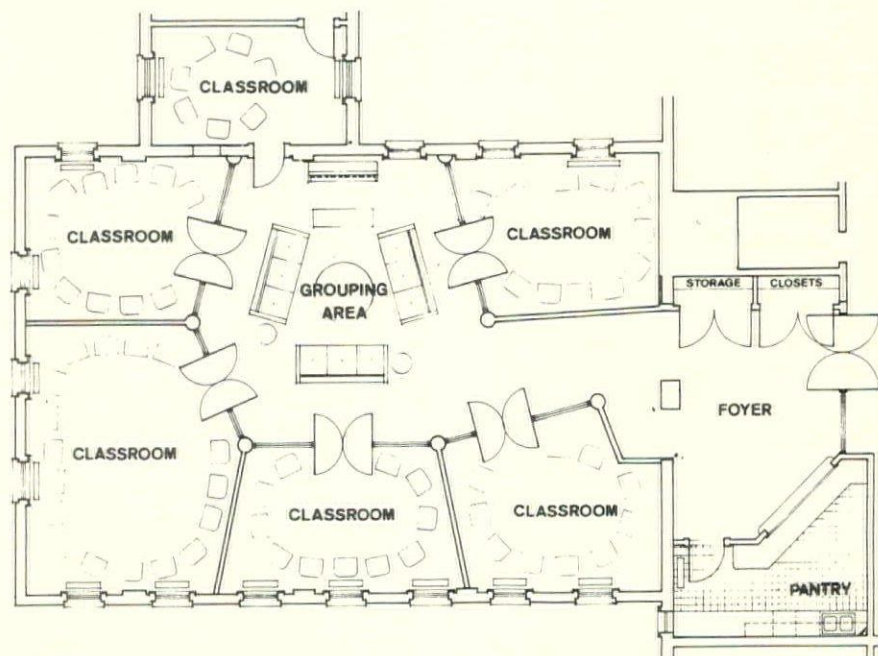 CLASSROOM
CLASSROOM
CLASSROOM
GROUPING
AREA
STORAGE
CLOSETS
FOYER
CLASSROOM
CLASSROOM
CLASSROOM
PANTRY